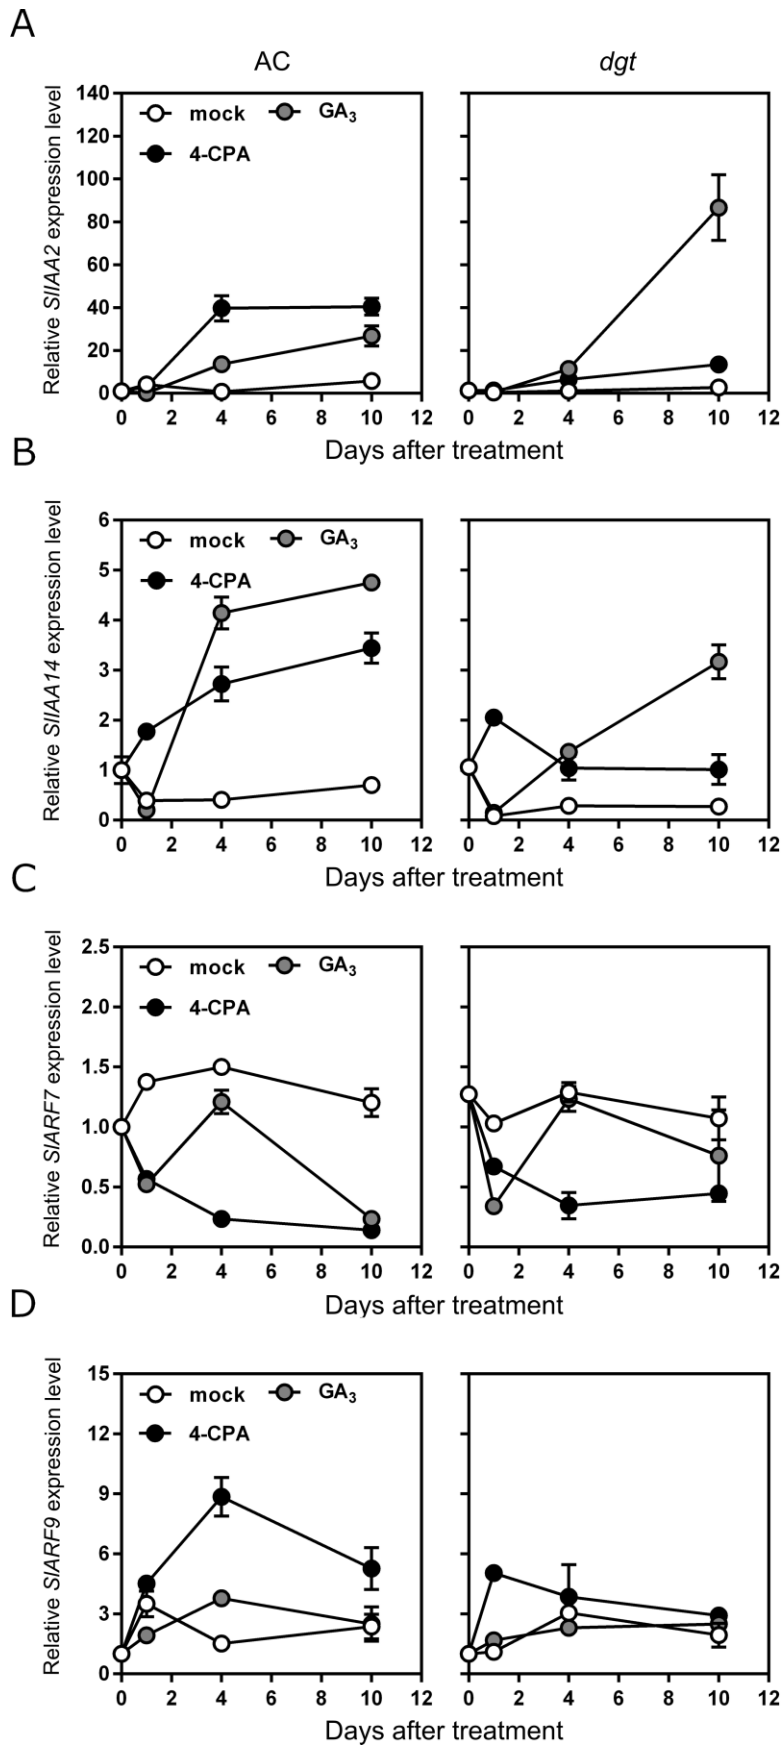 A
AC
dgt
Relative SlIAA2 expression level
140
120
100
80
60
40
20
0
mock
GA3
4-CPA
0 2 4 6 8 10 12
0 2 4 6 8 10 12
Days after treatment
B
Relative SlIAA14 expression level
6
5
4
3
2
1
0
mock
GA3
4-CPA
0 2 4 6 8 10 12
0 2 4 6 8 10 12
Days after treatment
C
Relative SlARF7 expression level
2.5
2.0
1.5
1.0
0.5
0.0
mock
GA3
4-CPA
0 2 4 6 8 10 12
0 2 4 6 8 10 12
Days after treatment
D
Relative SlARF9 expression level
15
12
9
6
3
0
mock
GA3
4-CPA
0 2 4 6 8 10 12
0 2 4 6 8 10 12
Days after treatment